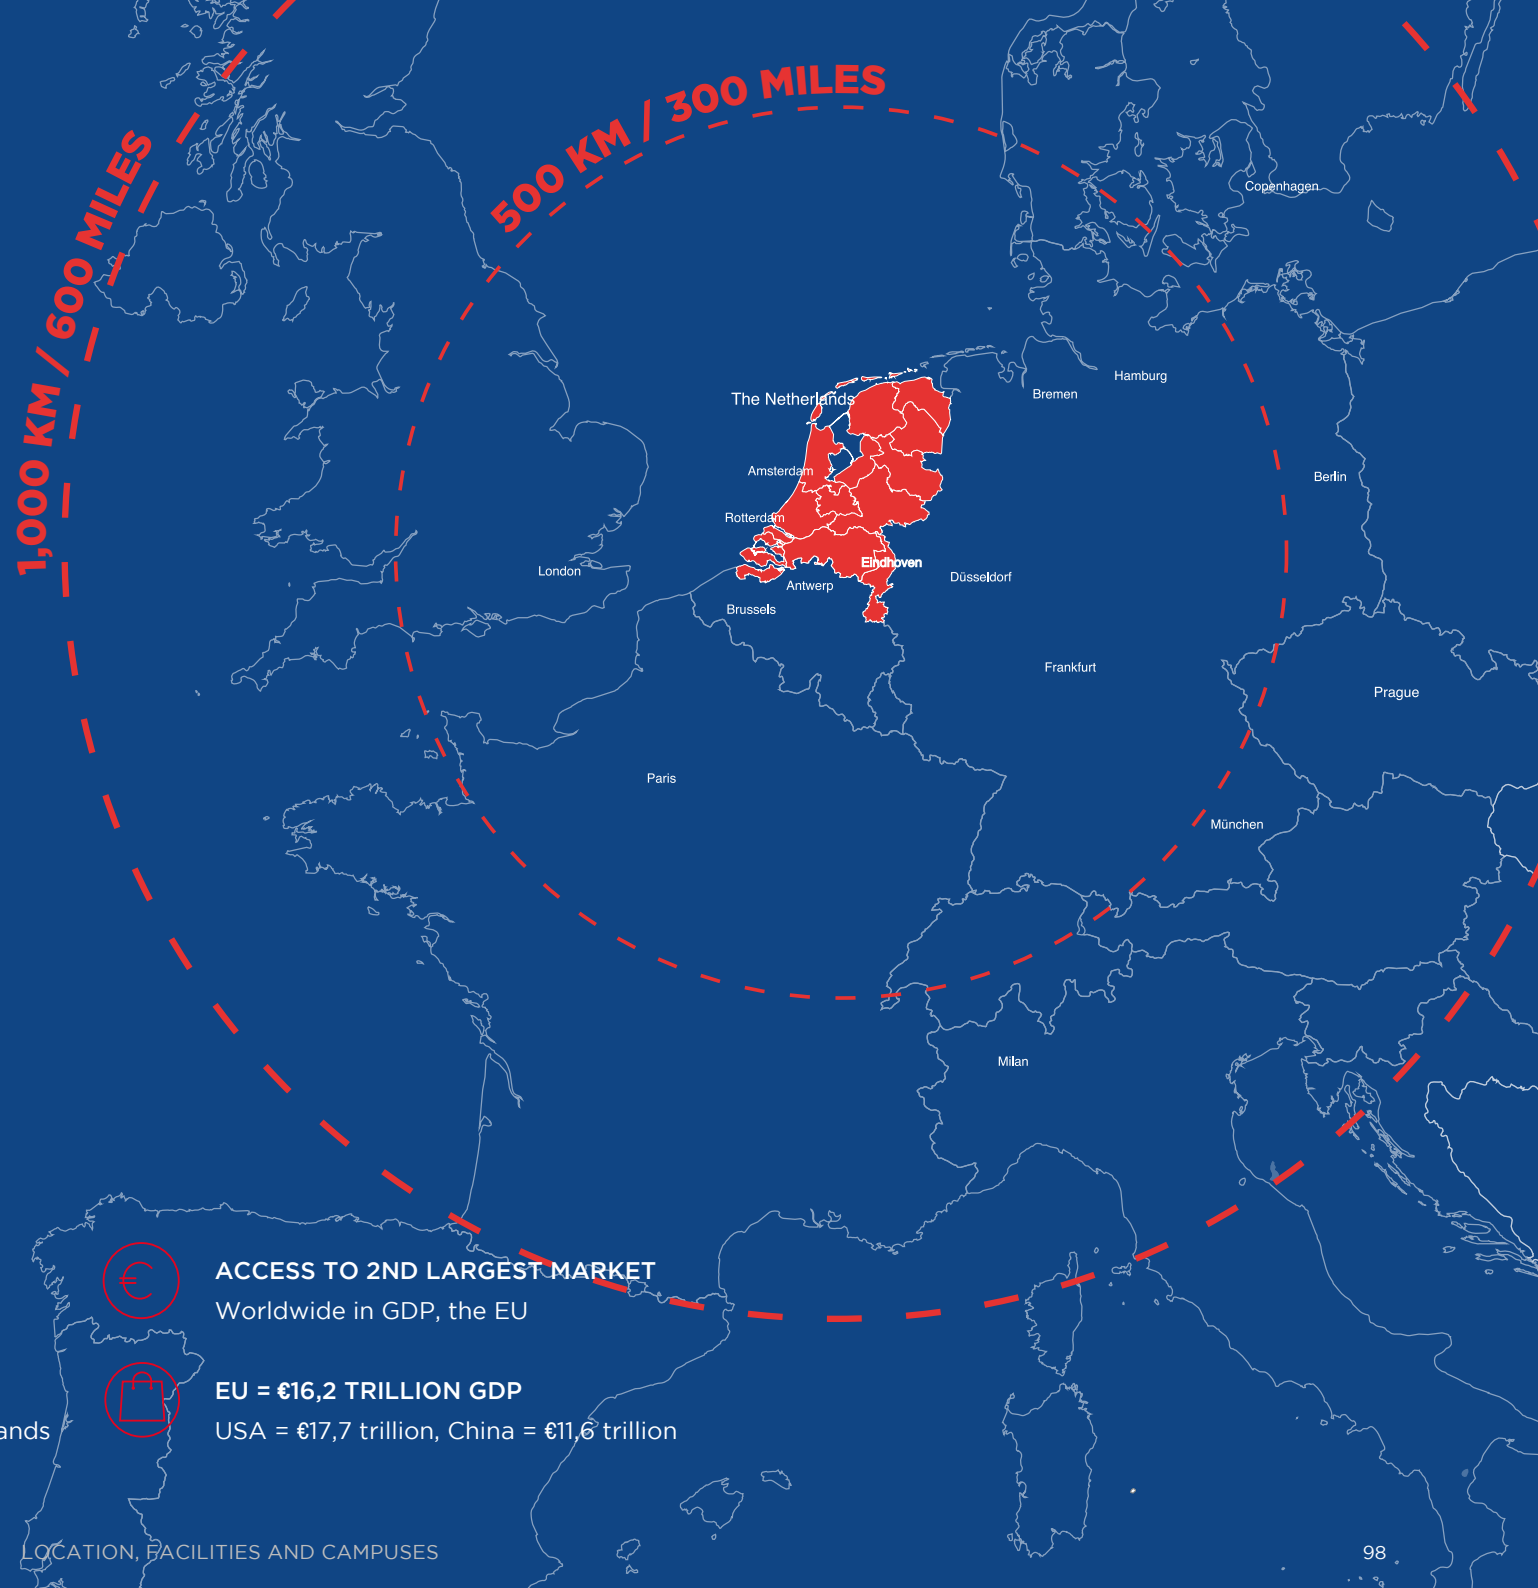 500 KM / 300 MILES
1,000 KM / 600 MILES
Copenhagen
Hamburg
Bremen
The Netherlands
Amsterdam
Berlin
Rotterdam
Eindhoven
London
Düsseldorf
Antwerp
Brussels
Frankfurt
Prague
Paris
München
Milan
ACCESS TO 2ND LARGEST MARKET
Worldwide in GDP, the EU
EU = €16,2 TRILLION GDP
USA = €17,7 trillion, China = €11,6 trillion
ands
LOCATION, FACILITIES AND CAMPUSES
98